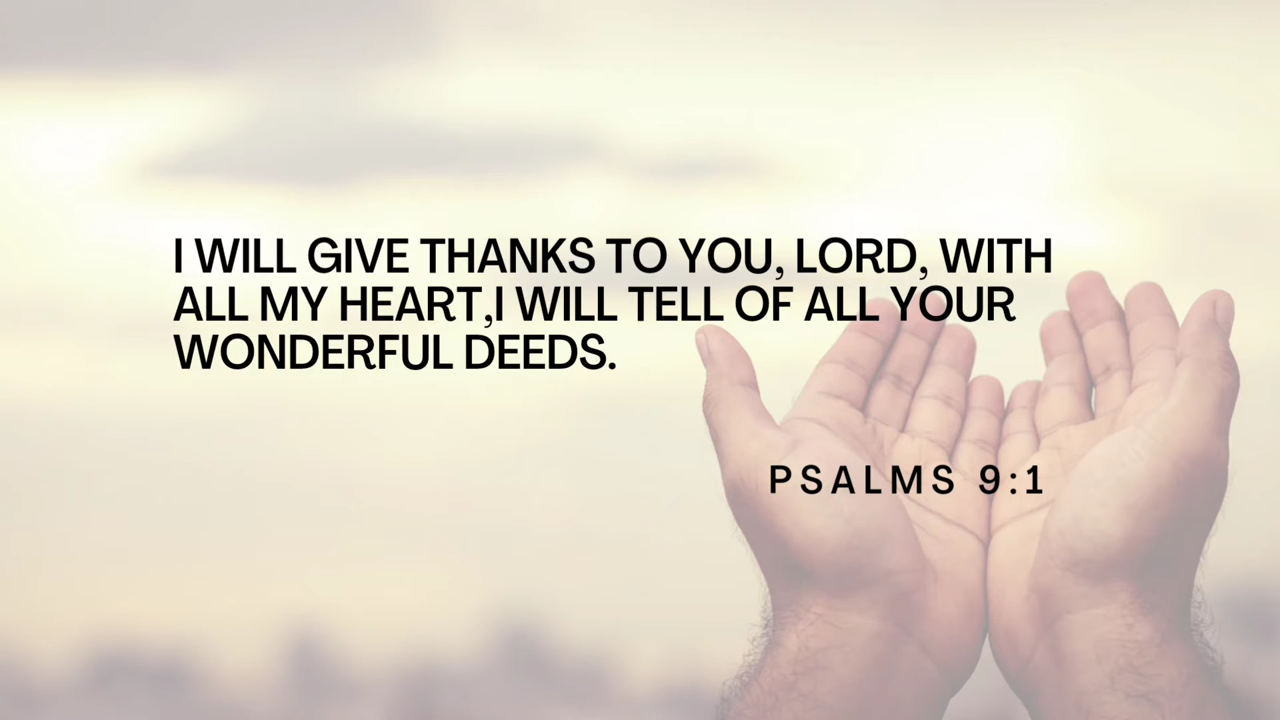 I WILL GIVE THANKS TO YOU, LORD, WITH
ALL MY HEART,I WILL TELL OF ALL YOUR
WONDERFUL DEEDS.
PSALMS 9:1